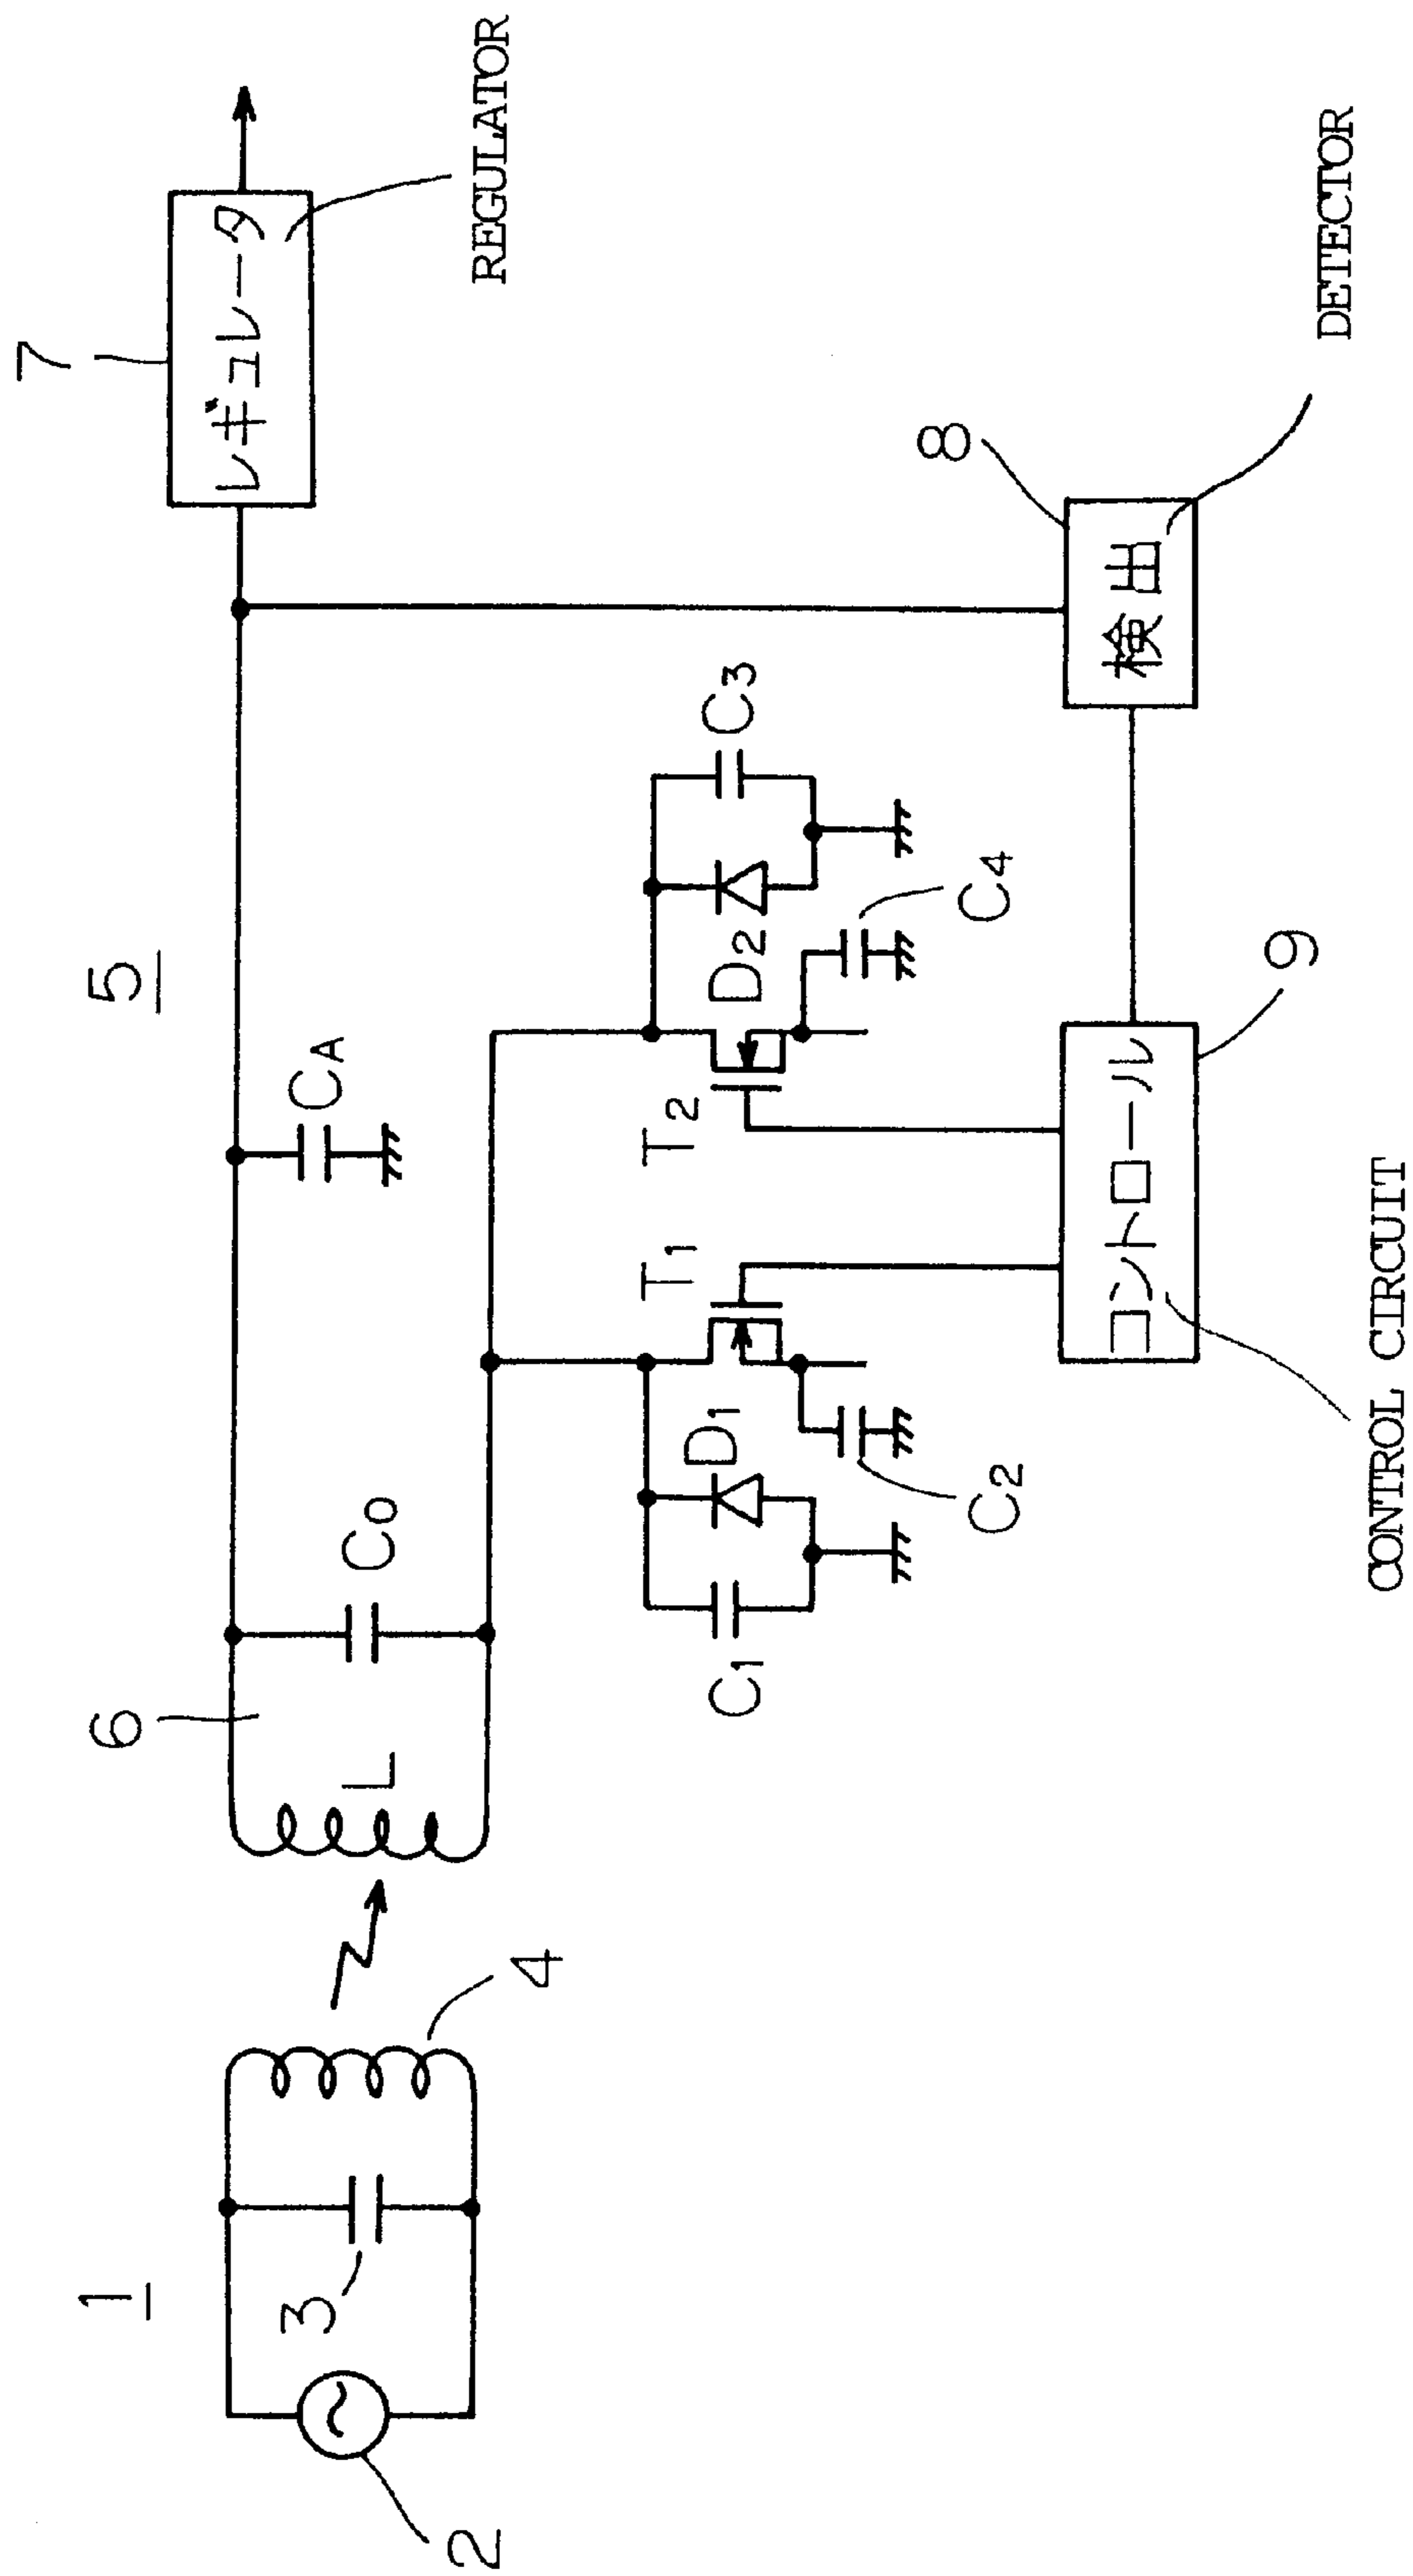 1
2
3
4
5
6
L
C0
CA
7
レギュレータ
REGULATOR
T1
D1
C1
C2
T2
D2
C3
C4
8
検出
DETECTOR
9
コントロール
CONTROL CIRCUIT